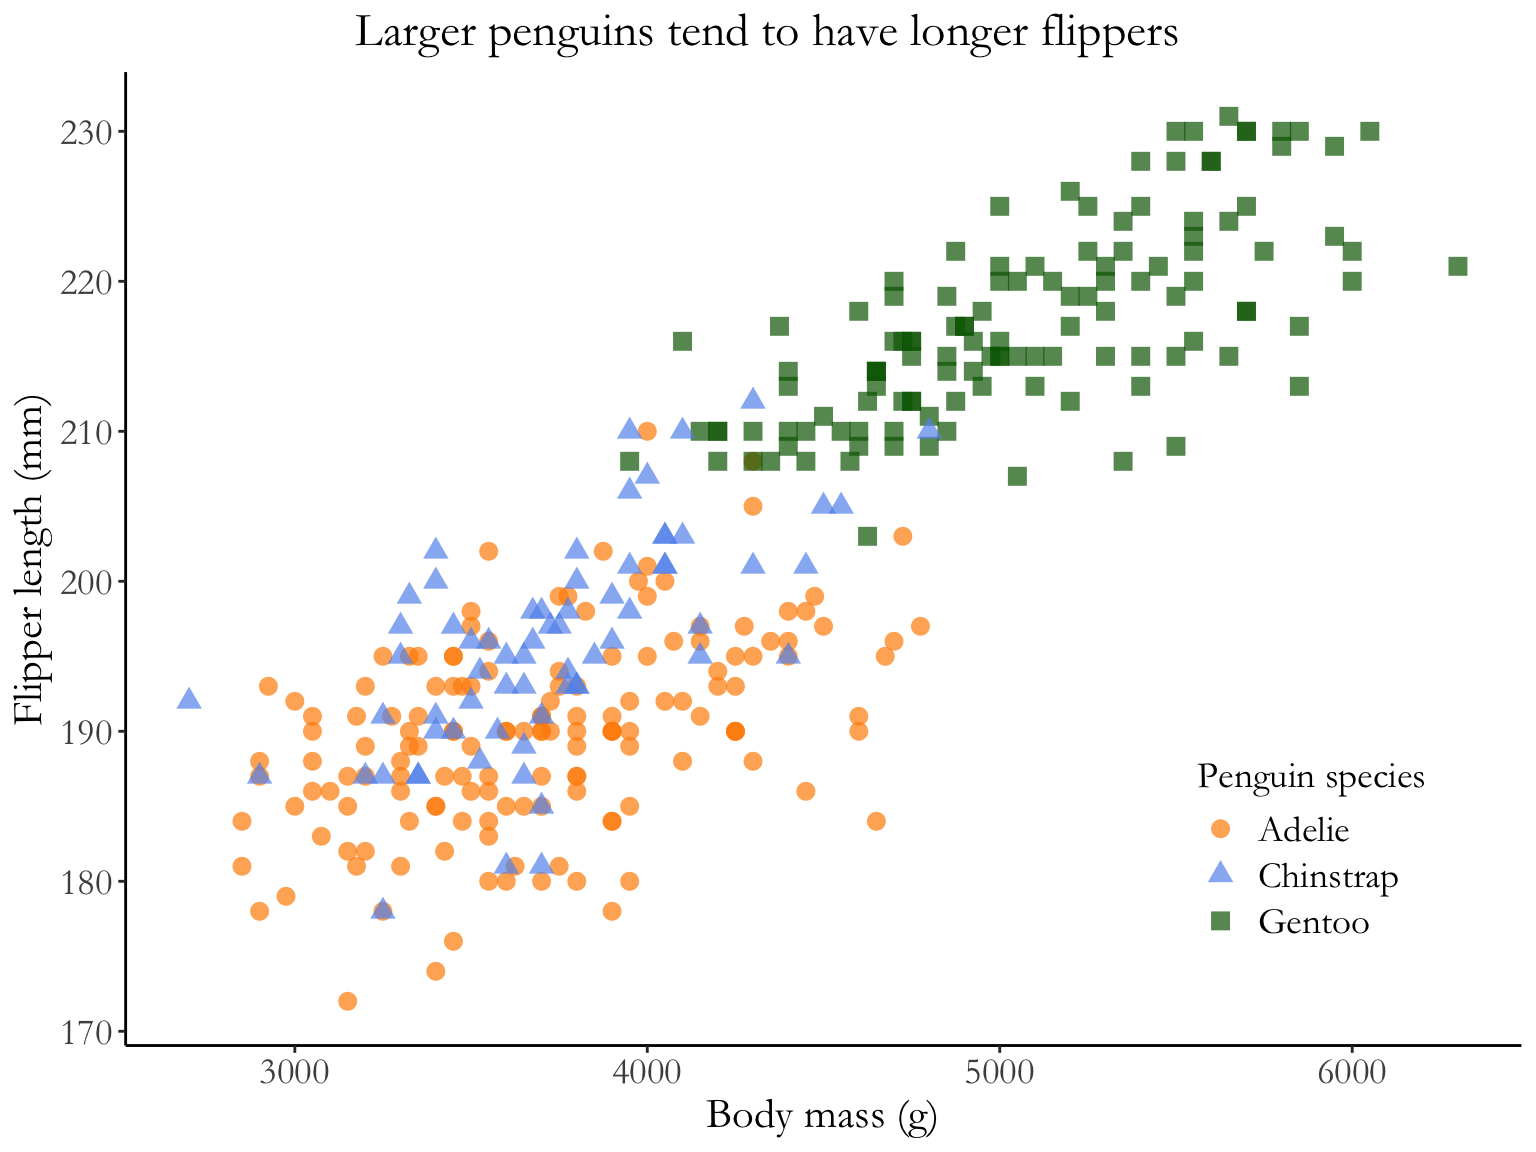 Larger penguins tend to have longer flippers
Flipper length (mm)
230
220
210
200
190
180
170
Penguin species
Adelie
Chinstrap
Gentoo
3000 4000 5000 6000
Body mass (g)